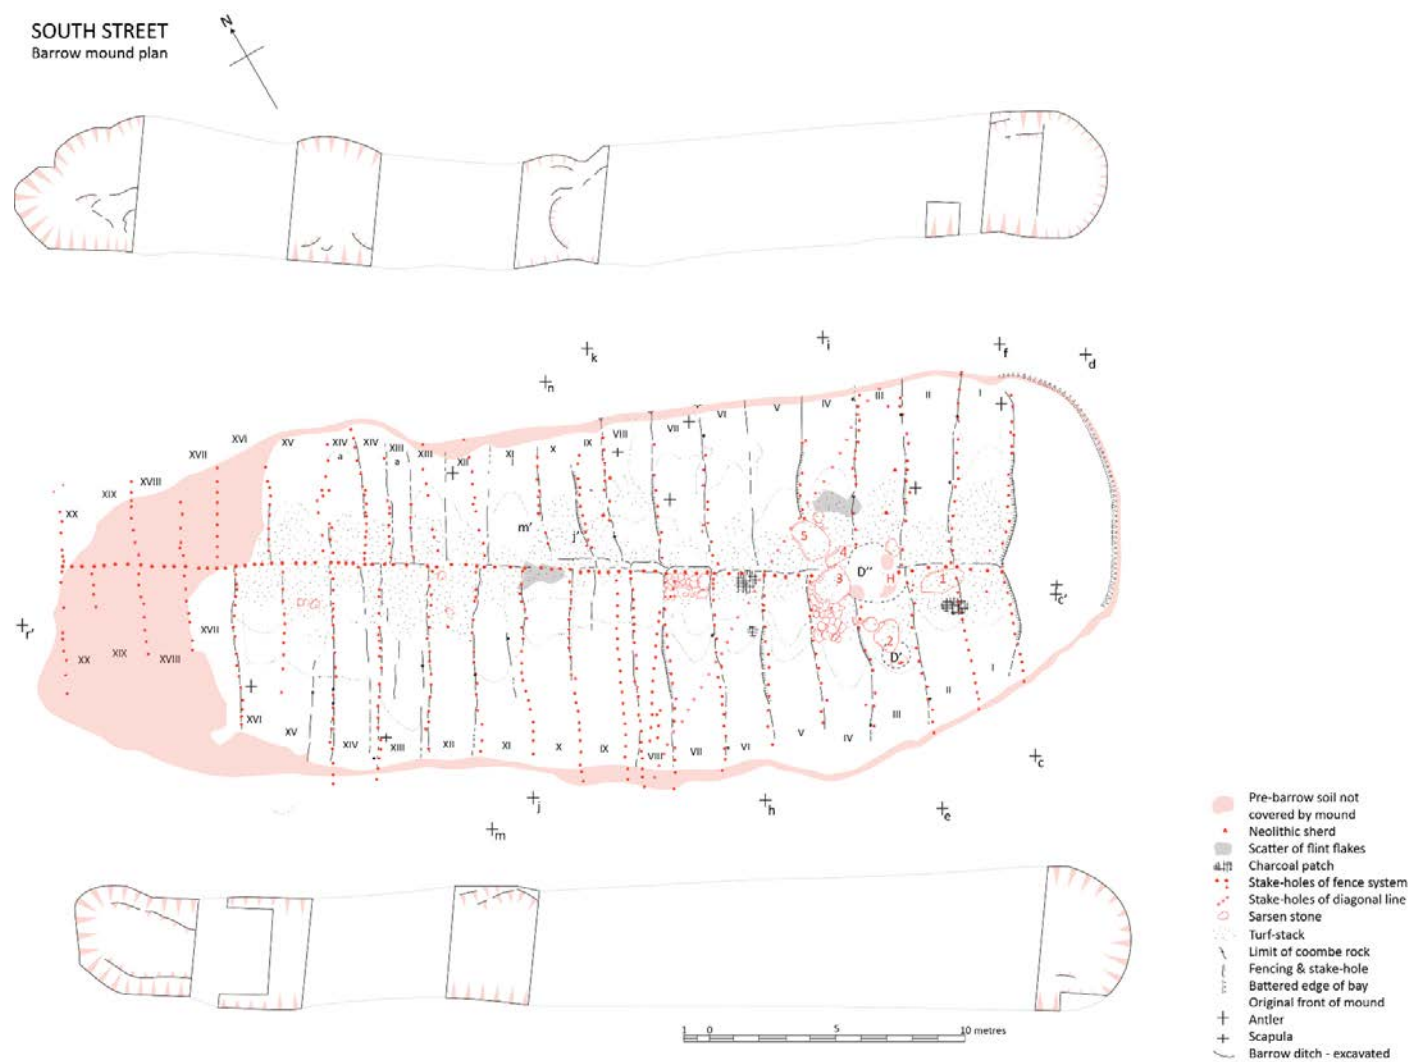 SOUTH STREET
Barrow mound plan
N
k
i
f
d
n
XX
XIX
XVIII
XVII
XVI
XV
XIV
a
XIV
XIII
a
XIII
XII
XI
X
IX
VIII
VII
VI
V
IV
III
II
I
m'
j'
5
4
3
D''
H
1
2
D'
c'
r'
XX
XIX
XVIII
XVII
XVI
XV
XIV
XIII
XII
XI
X
IX
VIII
VII
VI
V
IV
III
II
I
c
j
h
e
m
Pre-barrow soil not
covered by mound
Neolithic sherd
Scatter of flint flakes
Charcoal patch
Stake-holes of fence system
Stake-holes of diagonal line
Sarsen stone
Turf-stack
Limit of coombe rock
Fencing & stake-hole
Battered edge of bay
Original front of mound
Antler
Scapula
Barrow ditch - excavated
1 0 5 10 metres